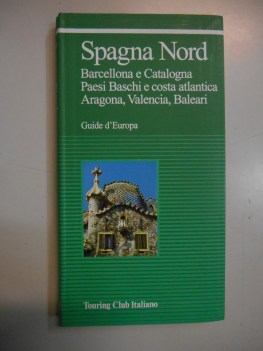 Spagna Nord
Barcellona e Catalogna
Paesi Baschi e costa atlantica
Aragona, Valencia, Baleari
Guide d'Europa
Touring Club Italiano